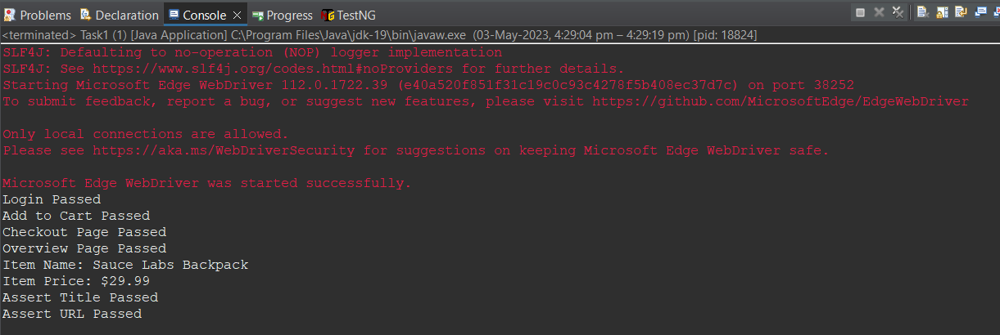 Problems Declaration Console Progress TestNG
<terminated> Task1 (1) [Java Application] C:\Program Files\Java\jdk-19\bin\javaw.exe (03-May-2023, 4:29:04 pm – 4:29:19 pm) [pid: 18824]
SLF4J: Defaulting to no-operation (NOP) logger implementation
SLF4J: See https://www.slf4j.org/codes.html#noProviders for further details.
Starting Microsoft Edge WebDriver 112.0.1722.39 (e40a520f851f31c19c0c93c4278f5b408ec37d7c) on port 38252
To submit feedback, report a bug, or suggest new features, please visit https://github.com/MicrosoftEdge/EdgeWebDriver
Only local connections are allowed.
Please see https://aka.ms/WebDriverSecurity for suggestions on keeping Microsoft Edge WebDriver safe.
Microsoft Edge WebDriver was started successfully.
Login Passed
Add to Cart Passed
Checkout Page Passed
Overview Page Passed
Item Name: Sauce Labs Backpack
Item Price: $29.99
Assert Title Passed
Assert URL Passed